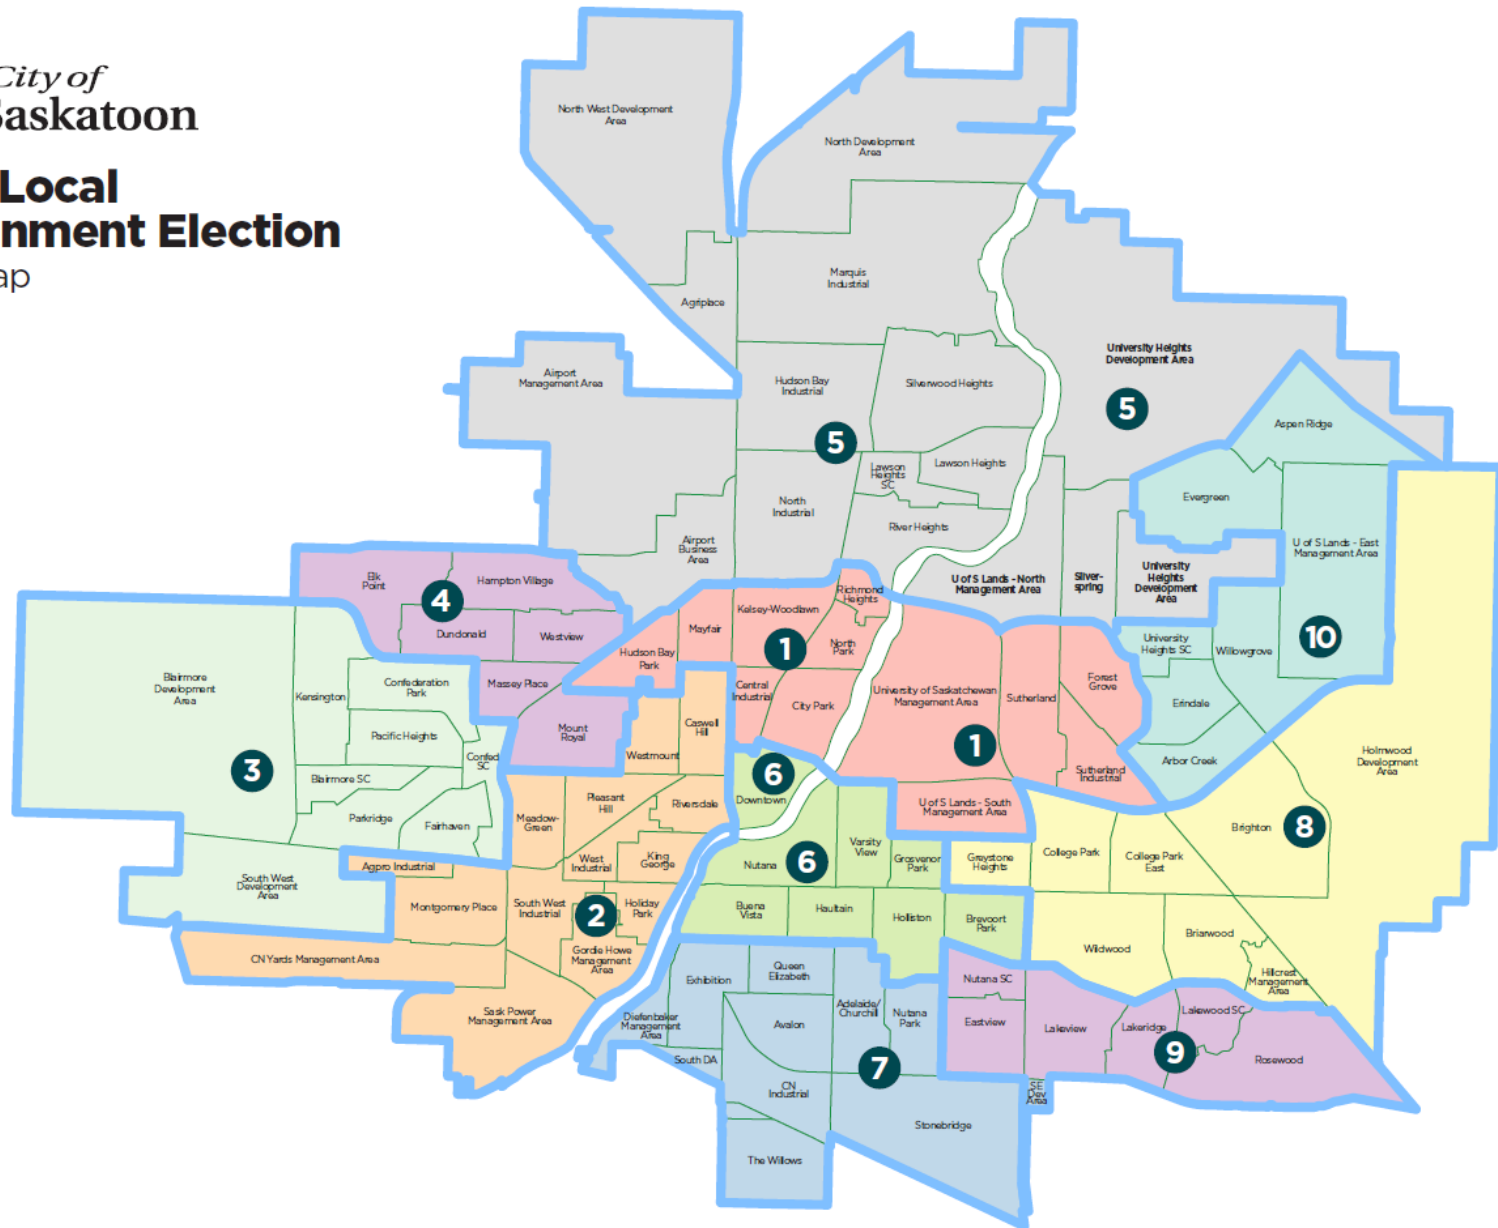 City of
Saskatoon
Local
nment Election
ap
North West Development
Area
North Development
Area
Marquis
Industrial
Agriplace
University Heights
Development Area
Airport
Management Area
Hudson Bay
Industrial
Silverwood Heights
5
5
Aspen Ridge
Lawson
Heights
SC
Lawson Heights
Evergreen
North
Industrial
River Heights
Airport
Business
Area
U of S Lands - East
Management Area
U of S Lands - North
Management Area
Silver-
spring
University
Heights
Development
Area
Elk
Point
Hampton Village
4
Richmond
Heights
Kelsey-Woodlawn
Dundonald
Westview
Mayfair
1
North
Park
University
Heights SC
Willowgrove
10
Hudson Bay
Park
Blairmore
Development
Area
Kensington
Confederation
Park
Massey Place
Central
Industrial
City Park
University of Saskatchewan
Management Area
Sutherland
Forest
Grove
Erindale
Mount
Royal
Caswell
Hill
Pacific Heights
Westmount
1
Confed
SC
3
Blairmore SC
6
Downtown
Sutherland
Industrial
Arbor Creek
Holmwood
Development
Area
Pleasant
Hill
Riversdale
U of S Lands - South
Management Area
Parkridge
Fairhaven
Meadow-
Green
Brighton
8
Varsity
View
West
Industrial
King
George
Nutana
6
Grosvenor
Park
Greystone
Heights
College Park
College Park
East
Agpro Industrial
South West
Development
Area
Montgomery Place
South West
Industrial
2
Holiday
Park
Buena
Vista
Haultain
Holliston
Brevoort
Park
Briarwood
Wildwood
CN Yards Management Area
Gordie Howe
Management
Area
Queen
Elizabeth
Exhibition
Nutana SC
Hillcrest
Management
Area
Sask Power
Management Area
Diefenbaker
Management
Area
Avalon
Adelaide/
Churchill
Nutana
Park
Eastview
Lakeview
Lakeridge
Lakewood SC
9
Rosewood
South DA
7
CN
Industrial
SE
Dev
Area
Stonebridge
The Willows